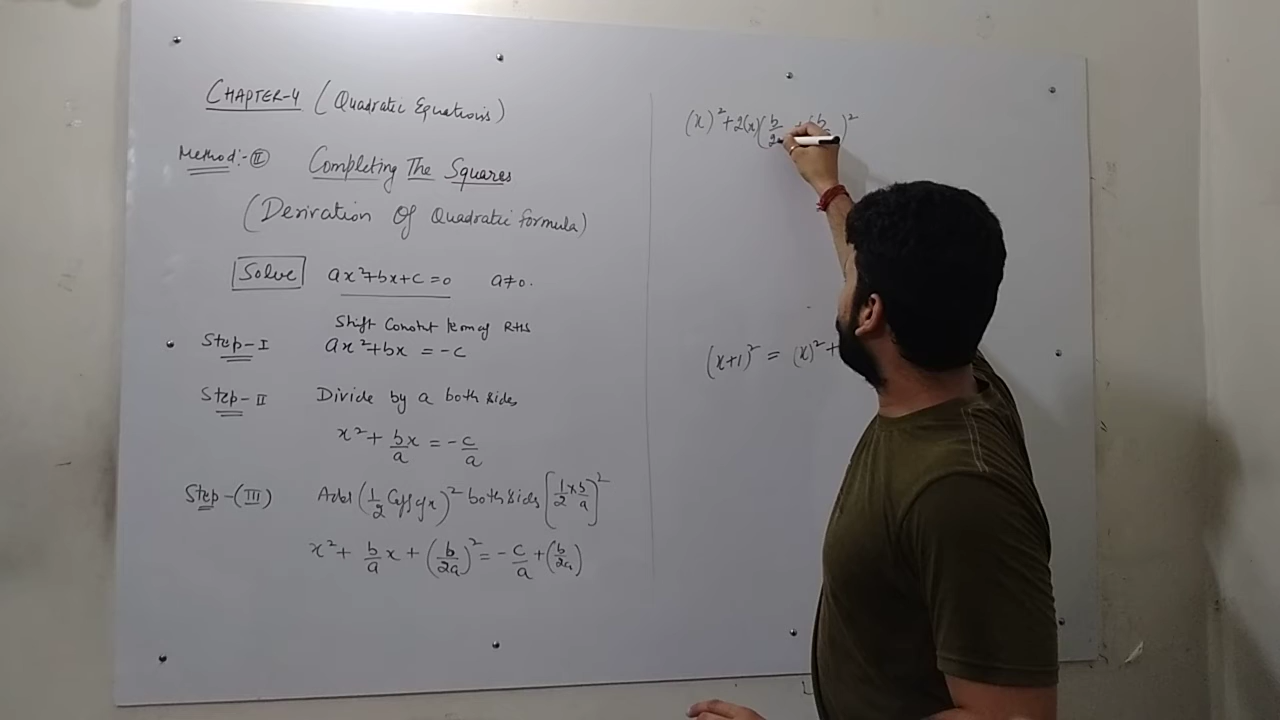 CHAPTER-4 (Quadratic Equations)
Method:- II Completing The Squares
(Derivation Of Quadratic formula)
Solve ax²+bx+c=0 a≠0.
Shift Constt term of RHS
Step-I ax²+bx = -c
Step-II Divide by a both sides
x² + bx/a = -c/a
Step-(III) Add (1/2 Coff of x)² both sides [1/2 × b/a]²
x² + b/a x + (b/2a)² = -c/a + (b/2a)
(x)² + 2(x)(b/2
(x+1)² = (x)² +